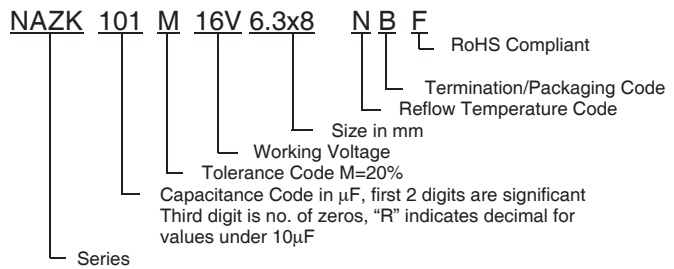 NAZK 101 M 16V 6.3x8 N B F
RoHS Compliant
Termination/Packaging Code
Reflow Temperature Code
Size in mm
Working Voltage
Tolerance Code M=20%
Capacitance Code in μF, first 2 digits are significant
Third digit is no. of zeros, “R” indicates decimal for
values under 10μF
Series